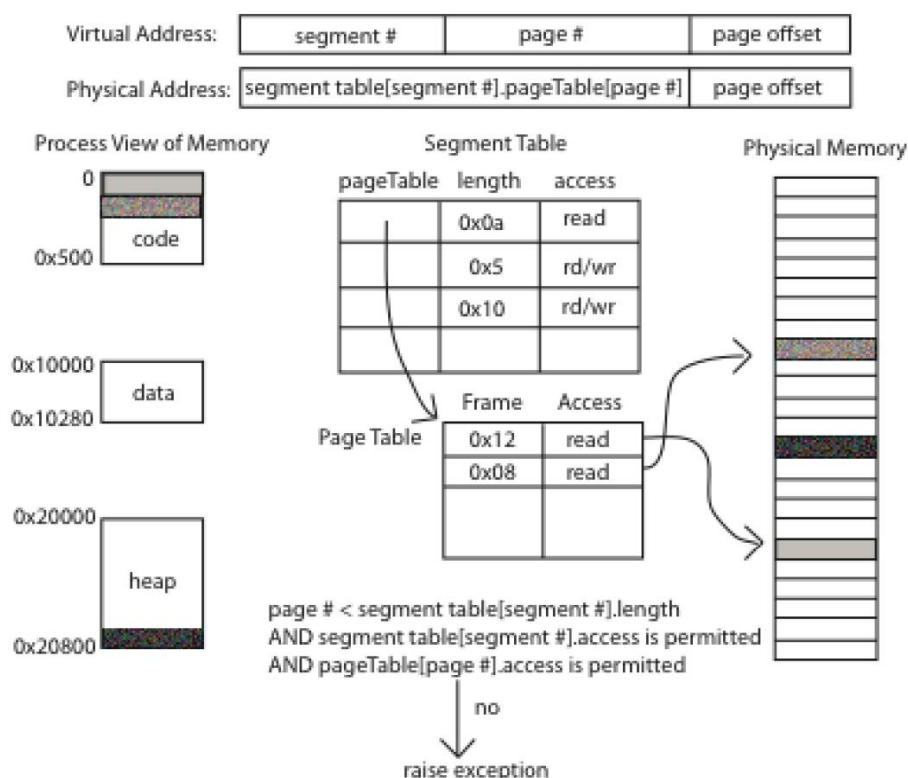 Virtual Address: segment # page # page offset
Physical Address: segment table[segment #].pageTable[page #] page offset
Process View of Memory
Segment Table
Physical Memory
0
code
0x500
0x10000
data
0x10280
0x20000
heap
0x20800
pageTable length access
0x0a read
0x5 rd/wr
0x10 rd/wr
Page Table
Frame Access
0x12 read
0x08 read
page # < segment table[segment #].length
AND segment table[segment #].access is permitted
AND pageTable[page #].access is permitted
no
raise exception